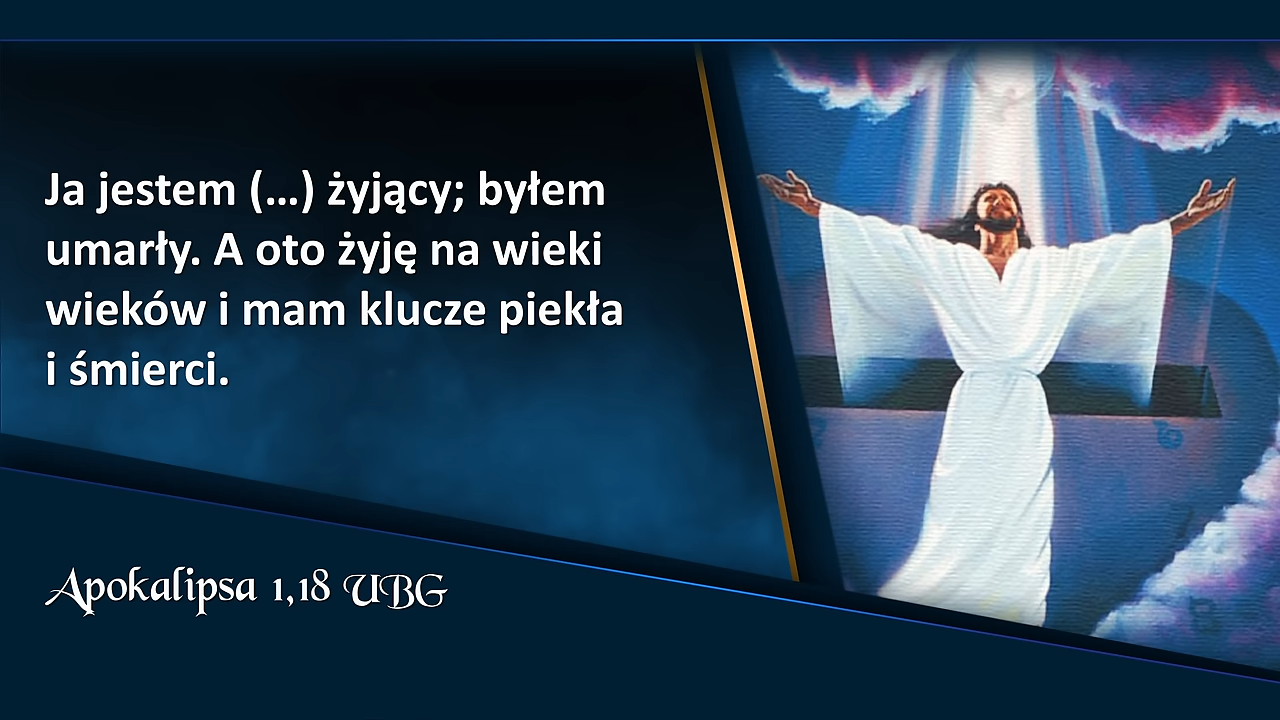 Ja jestem (…) żyjący; byłem
umarły. A oto żyję na wieki
wieków i mam klucze piekła
i śmierci.
Apokalipsa 1,18 UBG